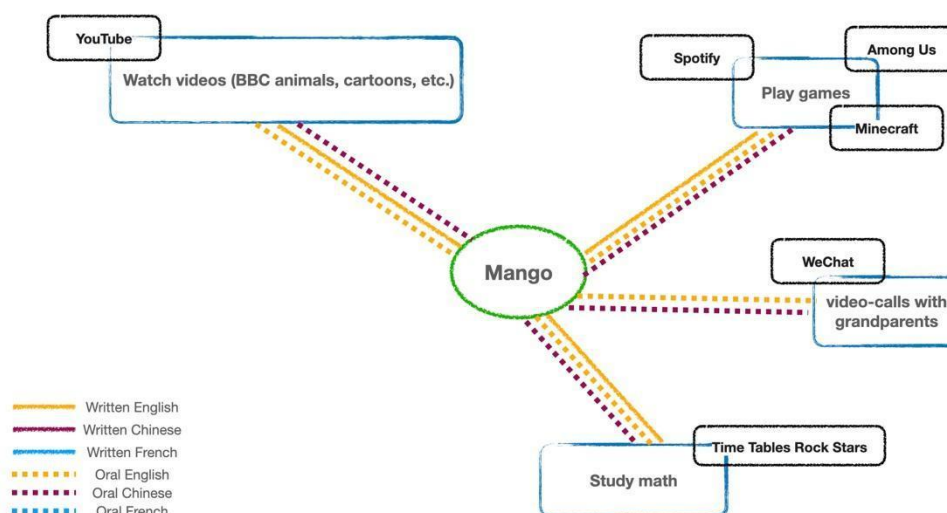 YouTube
Watch videos (BBC animals, cartoons, etc.)
Spotify
Among Us
Play games
Minecraft
Mango
WeChat
video-calls with
grandparents
Time Tables Rock Stars
Study math
Written English
Written Chinese
Written French
Oral English
Oral Chinese
Oral French